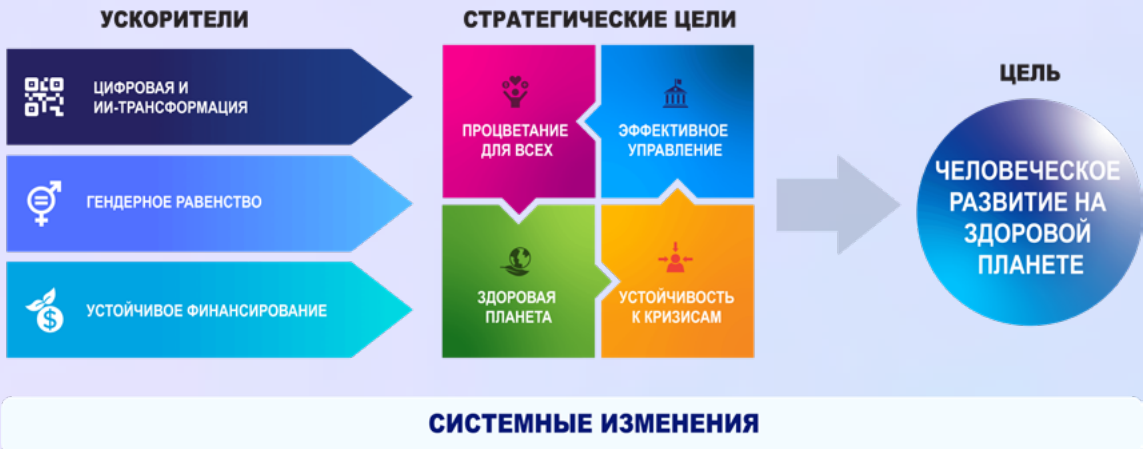 УСКОРИТЕЛИ
ЦИФРОВАЯ И
ИИ-ТРАНСФОРМАЦИЯ
ГЕНДЕРНОЕ РАВЕНСТВО
УСТОЙЧИВОЕ ФИНАНСИРОВАНИЕ
СТРАТЕГИЧЕСКИЕ ЦЕЛИ
ПРОЦВЕТАНИЕ
ДЛЯ ВСЕХ
ЭФФЕКТИВНОЕ
УПРАВЛЕНИЕ
ЗДОРОВАЯ
ПЛАНЕТА
УСТОЙЧИВОСТЬ
К КРИЗИСАМ
ЦЕЛЬ
ЧЕЛОВЕЧЕСКОЕ
РАЗВИТИЕ НА
ЗДОРОВОЙ
ПЛАНЕТЕ
СИСТЕМНЫЕ ИЗМЕНЕНИЯ